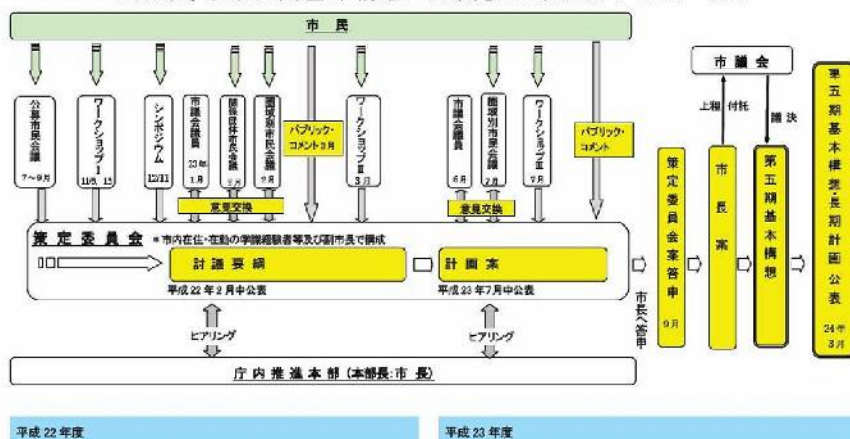 市 民
公募市民会議
7～9月
ワークショップⅠ
11/6、13
シンポジウム
12/11
市議会議員
23年
1月
関係団体市民会議
2月
圏域別市民会議
2月
パブリック・
コメント3月
ワークショップⅡ
3月
市議会議員
6月
圏域別市民会議
7月
ワークショップⅢ
7月
パブリック・
コメント
意見交換
意見交換
策定委員会 *市内在住・在勤の学識経験者等及び副市長で構成
討議要綱
平成22年2月中公表
計画案
平成23年7月中公表
ヒアリング
ヒアリング
庁内推進本部(本部長:市長)
市長へ答申
策定委員会案答申
9月
市議会
上程
付託
議決
市長案
第五期基本構想
第五期基本構想・長期計画公表
24年
3月
平成22年度
平成23年度